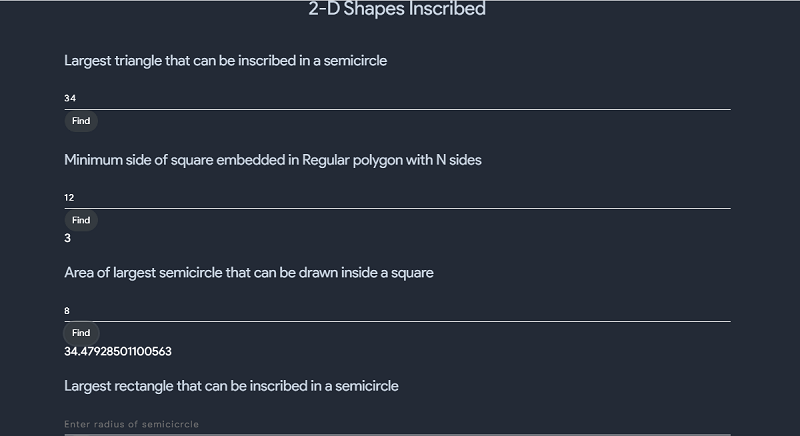 2-D Shapes Inscribed
Largest triangle that can be inscribed in a semicircle
34
Find
Minimum side of square embedded in Regular polygon with N sides
12
Find
3
Area of largest semicircle that can be drawn inside a square
8
Find
34.47928501100563
Largest rectangle that can be inscribed in a semicircle
Enter radius of semicicrcle